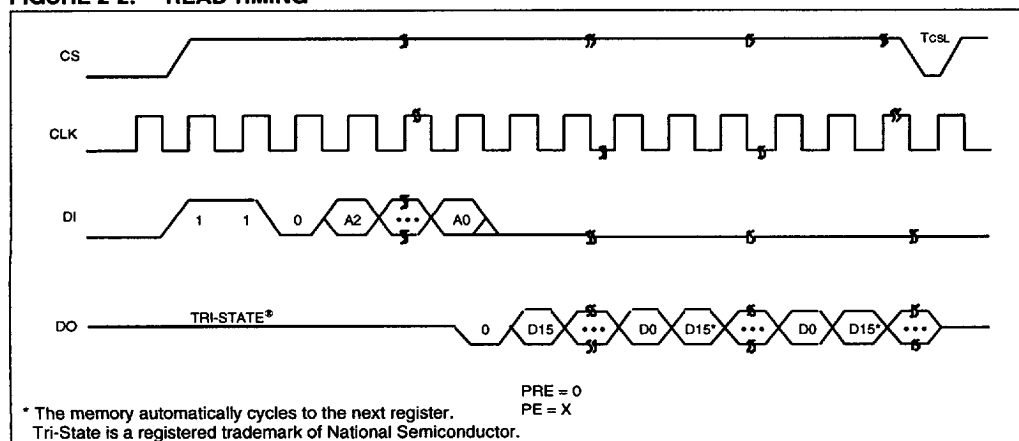 FIGURE 2-2: READ TIMING
CS
TCSL
CLK
DI
1 1 0 A2 ••• A0
DO
TRI-STATE®
0 D15 ••• D0 D15* ••• D0 D15* •••
PRE = 0
PE = X
* The memory automatically cycles to the next register.
Tri-State is a registered trademark of National Semiconductor.